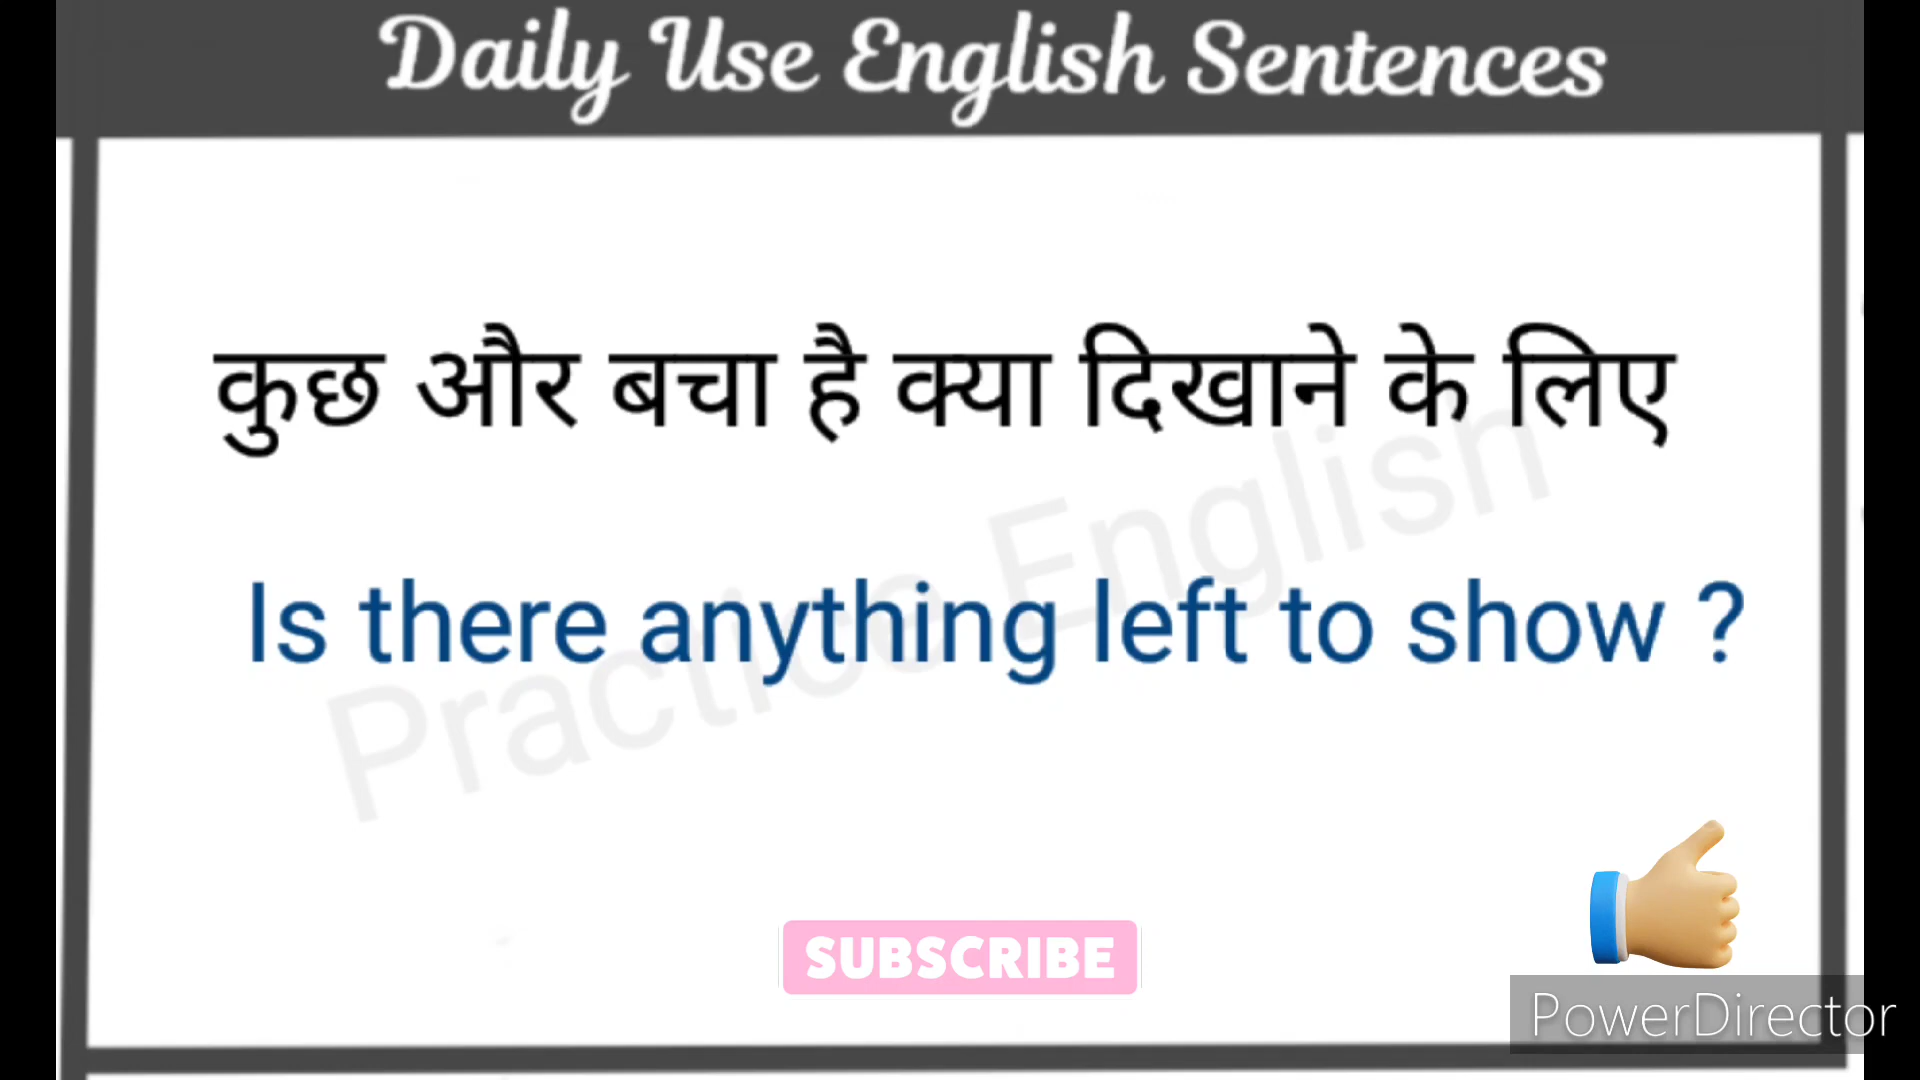 Daily Use English Sentences
कुछ और बचा है क्या दिखाने के लिए
Is there anything left to show ?
Practice English
SUBSCRIBE
PowerDirector